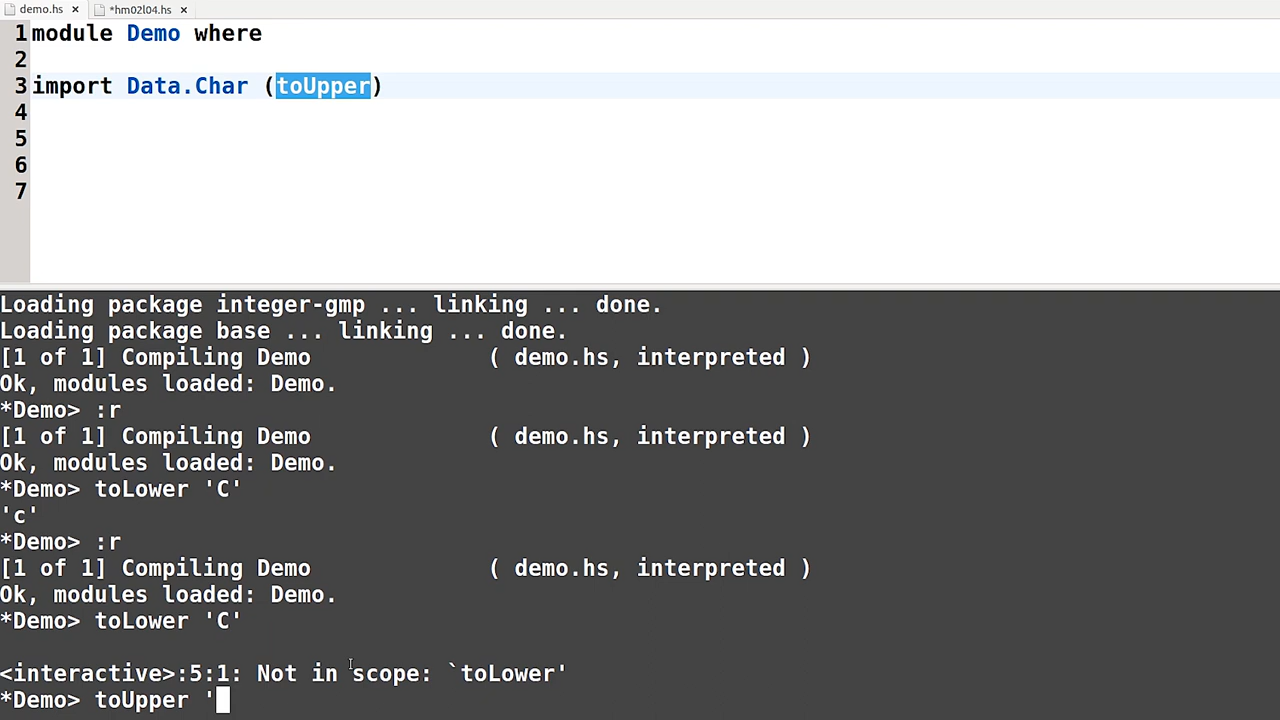 demo.hs × *hm02l04.hs ×
1 module Demo where
2
3 import Data.Char (toUpper)
4
5
6
7
Loading package integer-gmp ... linking ... done.
Loading package base ... linking ... done.
[1 of 1] Compiling Demo             ( demo.hs, interpreted )
Ok, modules loaded: Demo.
*Demo> :r
[1 of 1] Compiling Demo             ( demo.hs, interpreted )
Ok, modules loaded: Demo.
*Demo> toLower 'C'
'c'
*Demo> :r
[1 of 1] Compiling Demo             ( demo.hs, interpreted )
Ok, modules loaded: Demo.
*Demo> toLower 'C'
<interactive>:5:1: Not in scope: `toLower'
*Demo> toUpper '